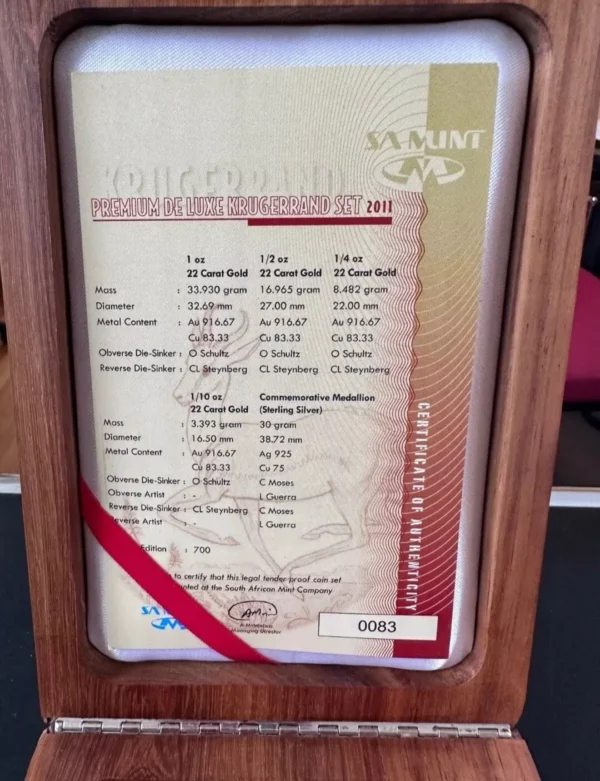 SA MINT
KRUGERRAND
PREMIUM DE LUXE KRUGERRAND SET 2011
1 oz 1/2 oz 1/4 oz
22 Carat Gold 22 Carat Gold 22 Carat Gold
Mass : 33.930 gram 16.965 gram 8.482 gram
Diameter : 32.69 mm 27.00 mm 22.00 mm
Metal Content : Au 916.67 Au 916.67 Au 916.67
Cu 83.33 Cu 83.33 Cu 83.33
Obverse Die-Sinker : O Schultz O Schultz O Schultz
Reverse Die-Sinker : CL Steynberg CL Steynberg CL Steynberg
1/10 oz Commemorative Medallion
22 Carat Gold (Sterling Silver)
Mass : 3.393 gram 30 gram
Diameter : 16.50 mm 38.72 mm
Metal Content : Au 916.67 Ag 925
Cu 83.33 Cu 75
Obverse Die-Sinker : O Schultz C Moses
Obverse Artist : - L Guerra
Reverse Die-Sinker : CL Steynberg C Moses
everse Artist : - L Guerra
Edition : 700
to certify that this legal tender proof coin set
nted at the South African Mint Company
SA M
Managing Director
0083
CERTIFICATE OF AUTHENTICITY